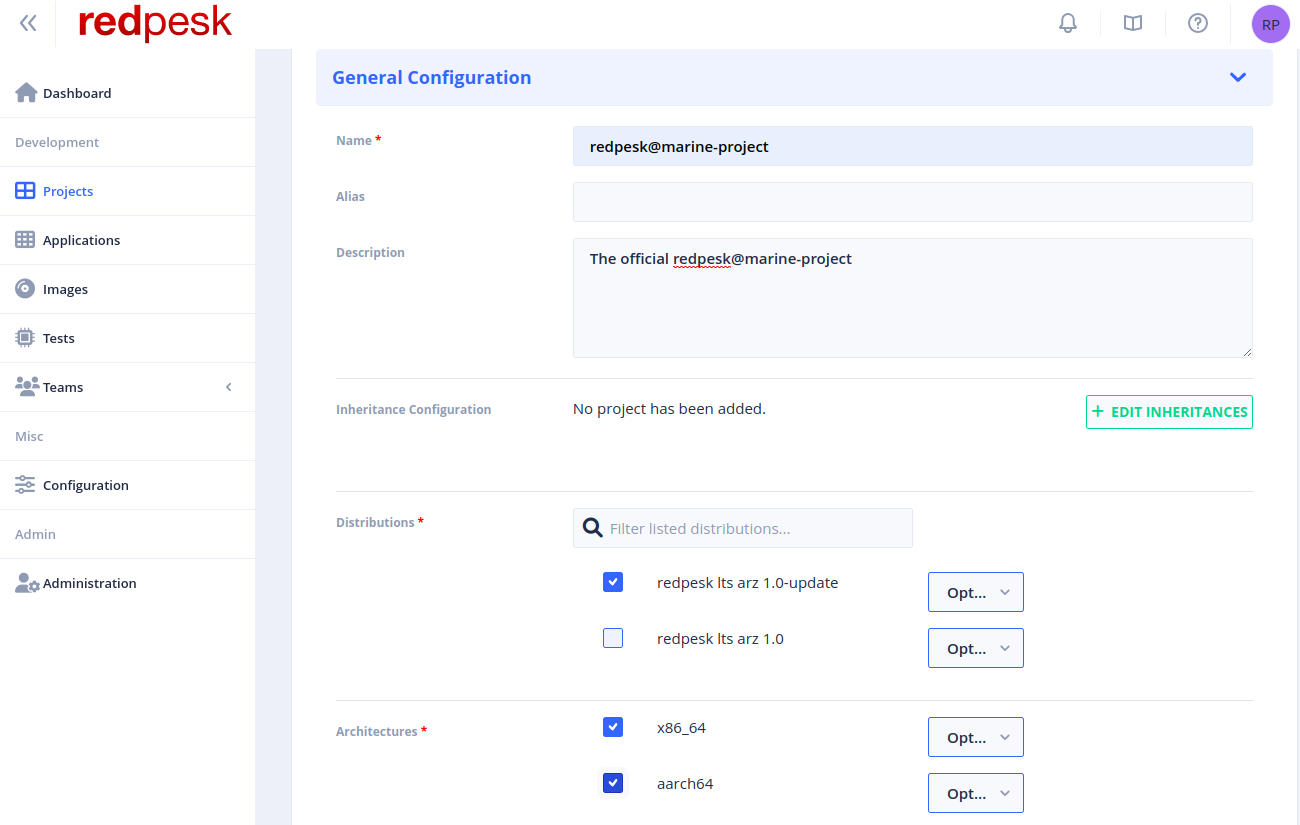 redpesk
RP
Dashboard
Development
Projects
Applications
Images
Tests
Teams
Misc
Configuration
Admin
Administration
General Configuration
Name *
redpesk@marine-project
Alias
Description
The official redpesk@marine-project
Inheritance Configuration
No project has been added.
+ EDIT INHERITANCES
Distributions *
Filter listed distributions...
redpesk lts arz 1.0-update
Opt...
redpesk lts arz 1.0
Opt...
Architectures *
x86_64
Opt...
aarch64
Opt...